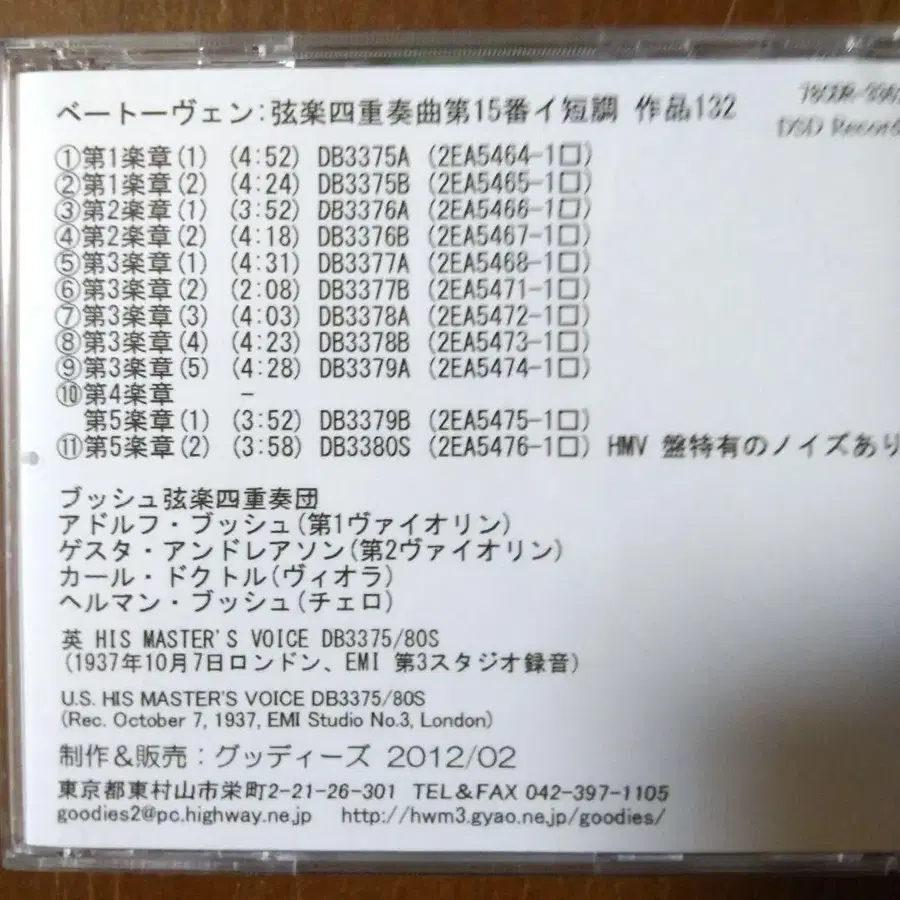 ベートーヴェン:弦楽四重奏曲第15番イ短調 作品132
DSD Record
①第1楽章(1) (4:52) DB3375A (2EA5464-1□)
②第1楽章(2) (4:24) DB3375B (2EA5465-1□)
③第2楽章(1) (3:52) DB3376A (2EA5466-1□)
④第2楽章(2) (4:18) DB3376B (2EA5467-1□)
⑤第3楽章(1) (4:31) DB3377A (2EA5468-1□)
⑥第3楽章(2) (2:08) DB3377B (2EA5471-1□)
⑦第3楽章(3) (4:03) DB3378A (2EA5472-1□)
⑧第3楽章(4) (4:23) DB3378B (2EA5473-1□)
⑨第3楽章(5) (4:28) DB3379A (2EA5474-1□)
⑩第4楽章 -
第5楽章(1) (3:52) DB3379B (2EA5475-1□)
⑪第5楽章(2) (3:58) DB3380S (2EA5476-1□) HMV 盤特有のノイズあり
ブッシュ弦楽四重奏団
アドルフ・ブッシュ(第1ヴァイオリン)
ゲスタ・アンドレアソン(第2ヴァイオリン)
カール・ドクトル(ヴィオラ)
ヘルマン・ブッシュ(チェロ)
英 HIS MASTER'S VOICE DB3375/80S
(1937年10月7日ロンドン、EMI 第3スタジオ録音)
U.S. HIS MASTER'S VOICE DB3375/80S
(Rec. October 7, 1937, EMI Studio No.3, London)
制作&販売:グッディーズ 2012/02
東京都東村山市栄町2-21-26-301 TEL&FAX 042-397-1105
goodies2@pc.highway.ne.jp http://hwm3.gyao.ne.jp/goodies/